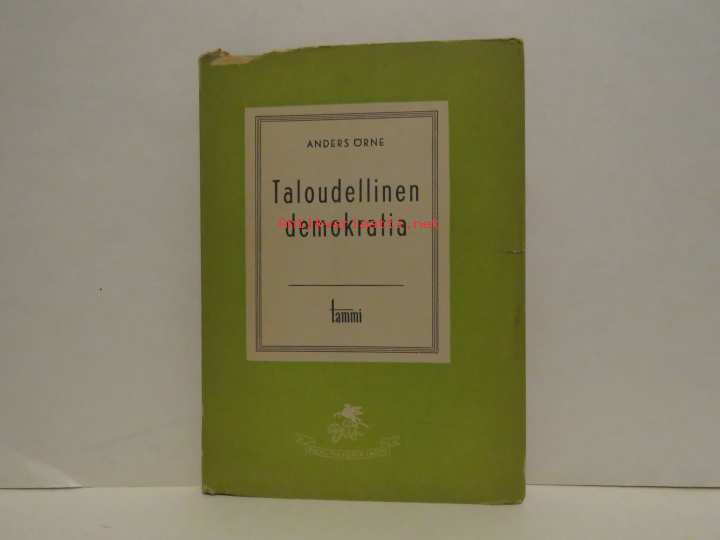 ANDERS ÖRNE
Taloudellinen
demokratia
tammi